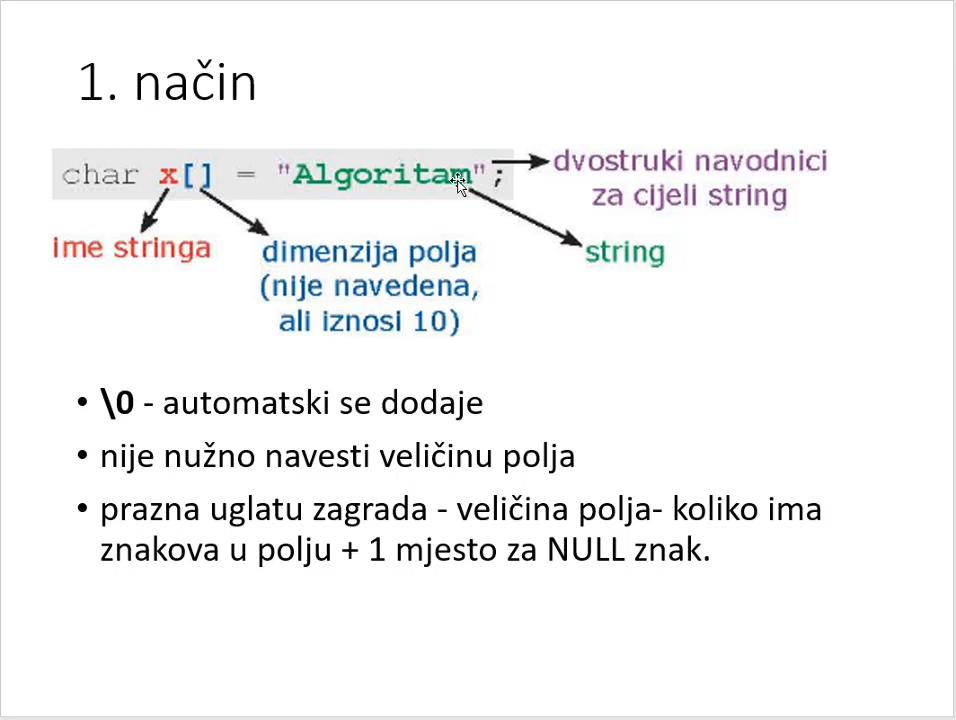 1. način
char x[] = "Algoritam";
dvostruki navodnici
za cijeli string
ime stringa
dimenzija polja
(nije navedena,
ali iznosi 10)
string
• \0 - automatski se dodaje
• nije nužno navesti veličinu polja
• prazna uglatu zagrada - veličina polja- koliko ima
znakova u polju + 1 mjesto za NULL znak.